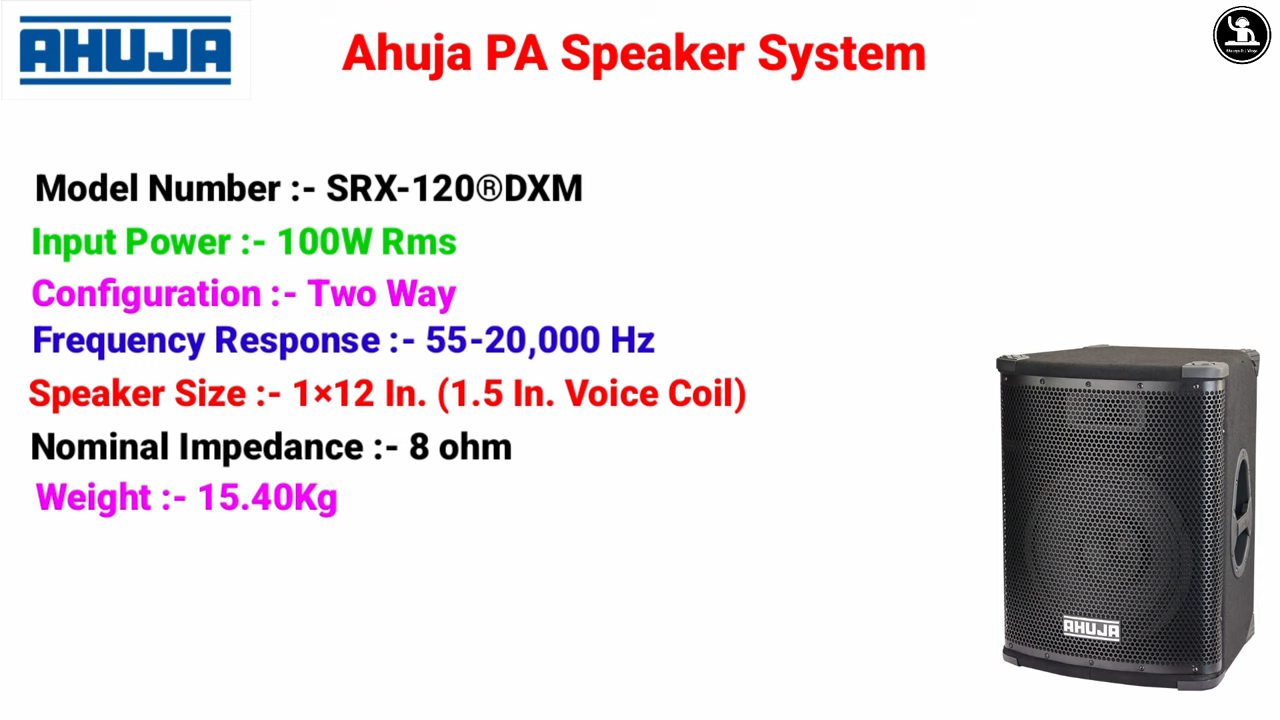 AHUJA
Ahuja PA Speaker System
Model Number :- SRX-120®DXM
Input Power :- 100W Rms
Configuration :- Two Way
Frequency Response :- 55-20,000 Hz
Speaker Size :- 1×12 In. (1.5 In. Voice Coil)
Nominal Impedance :- 8 ohm
Weight :- 15.40Kg
AHUJA